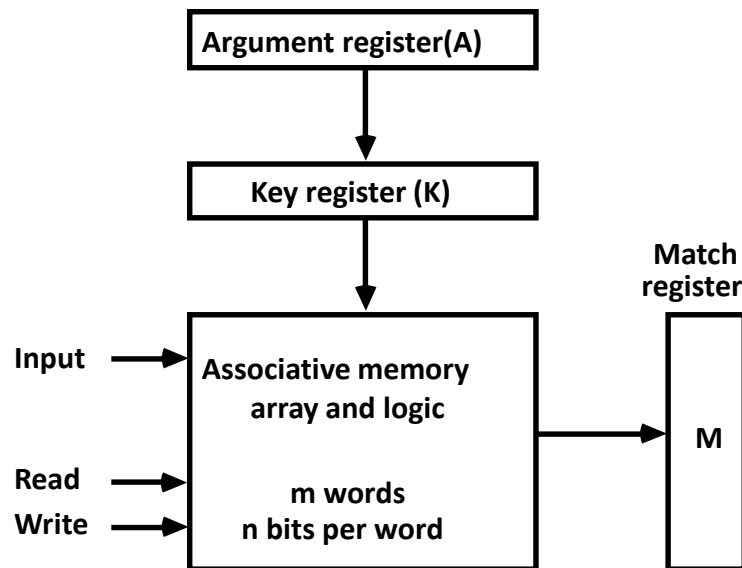 Argument register(A)
Key register (K)
Match
register
Input
Associative memory
array and logic
M
Read
m words
Write
n bits per word